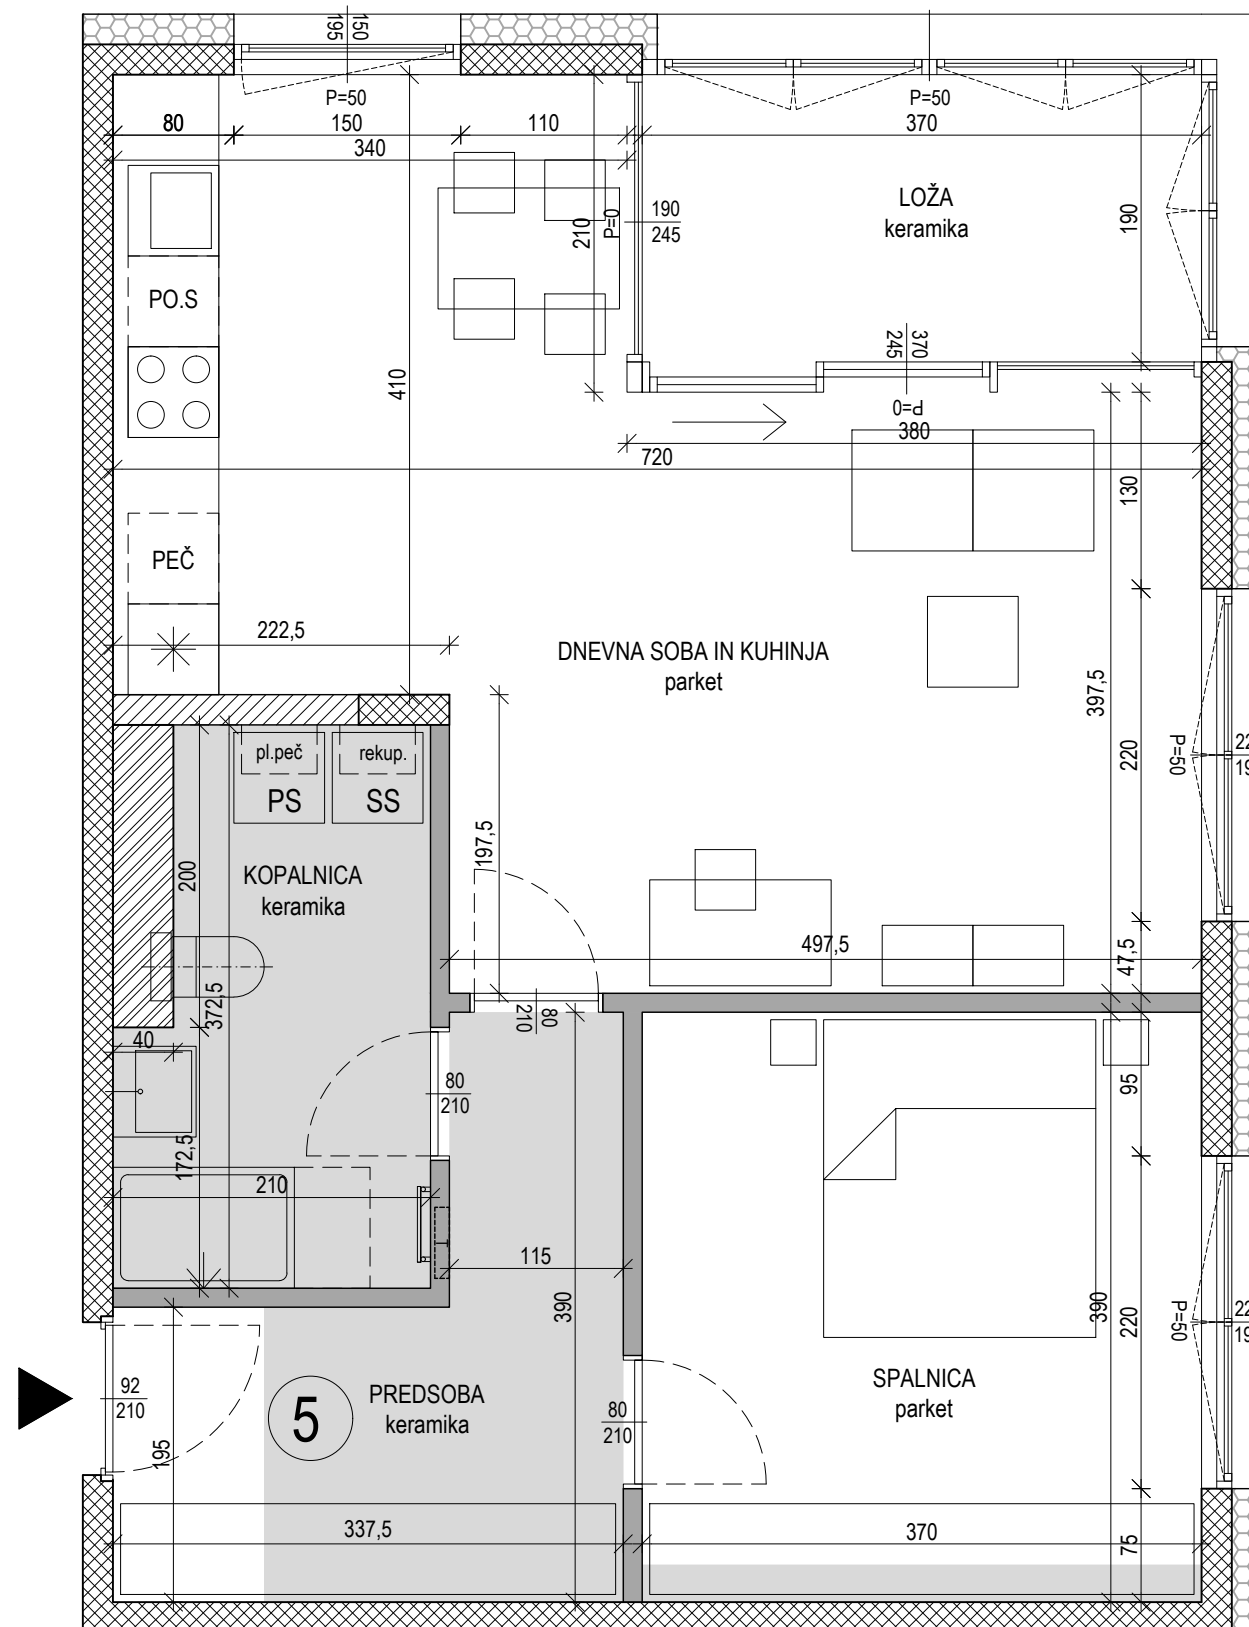 150
195
P=50
P=50
80
150
110
370
340
LOŽA
keramika
190
245
P=0
210
190
PO.S
370
245
P=0
410
380
720
130
PEČ
222,5
DNEVNA SOBA IN KUHINJA
parket
397,5
220
P=50
pl.peč
rekup.
PS
SS
197,5
200
KOPALNICA
keramika
497,5
47,5
372,5
80
210
40
80
210
95
172,5
210
115
390
390
220
P=50
SPALNICA
parket
92
210
5
PREDSOBA
keramika
80
210
195
337,5
370
75